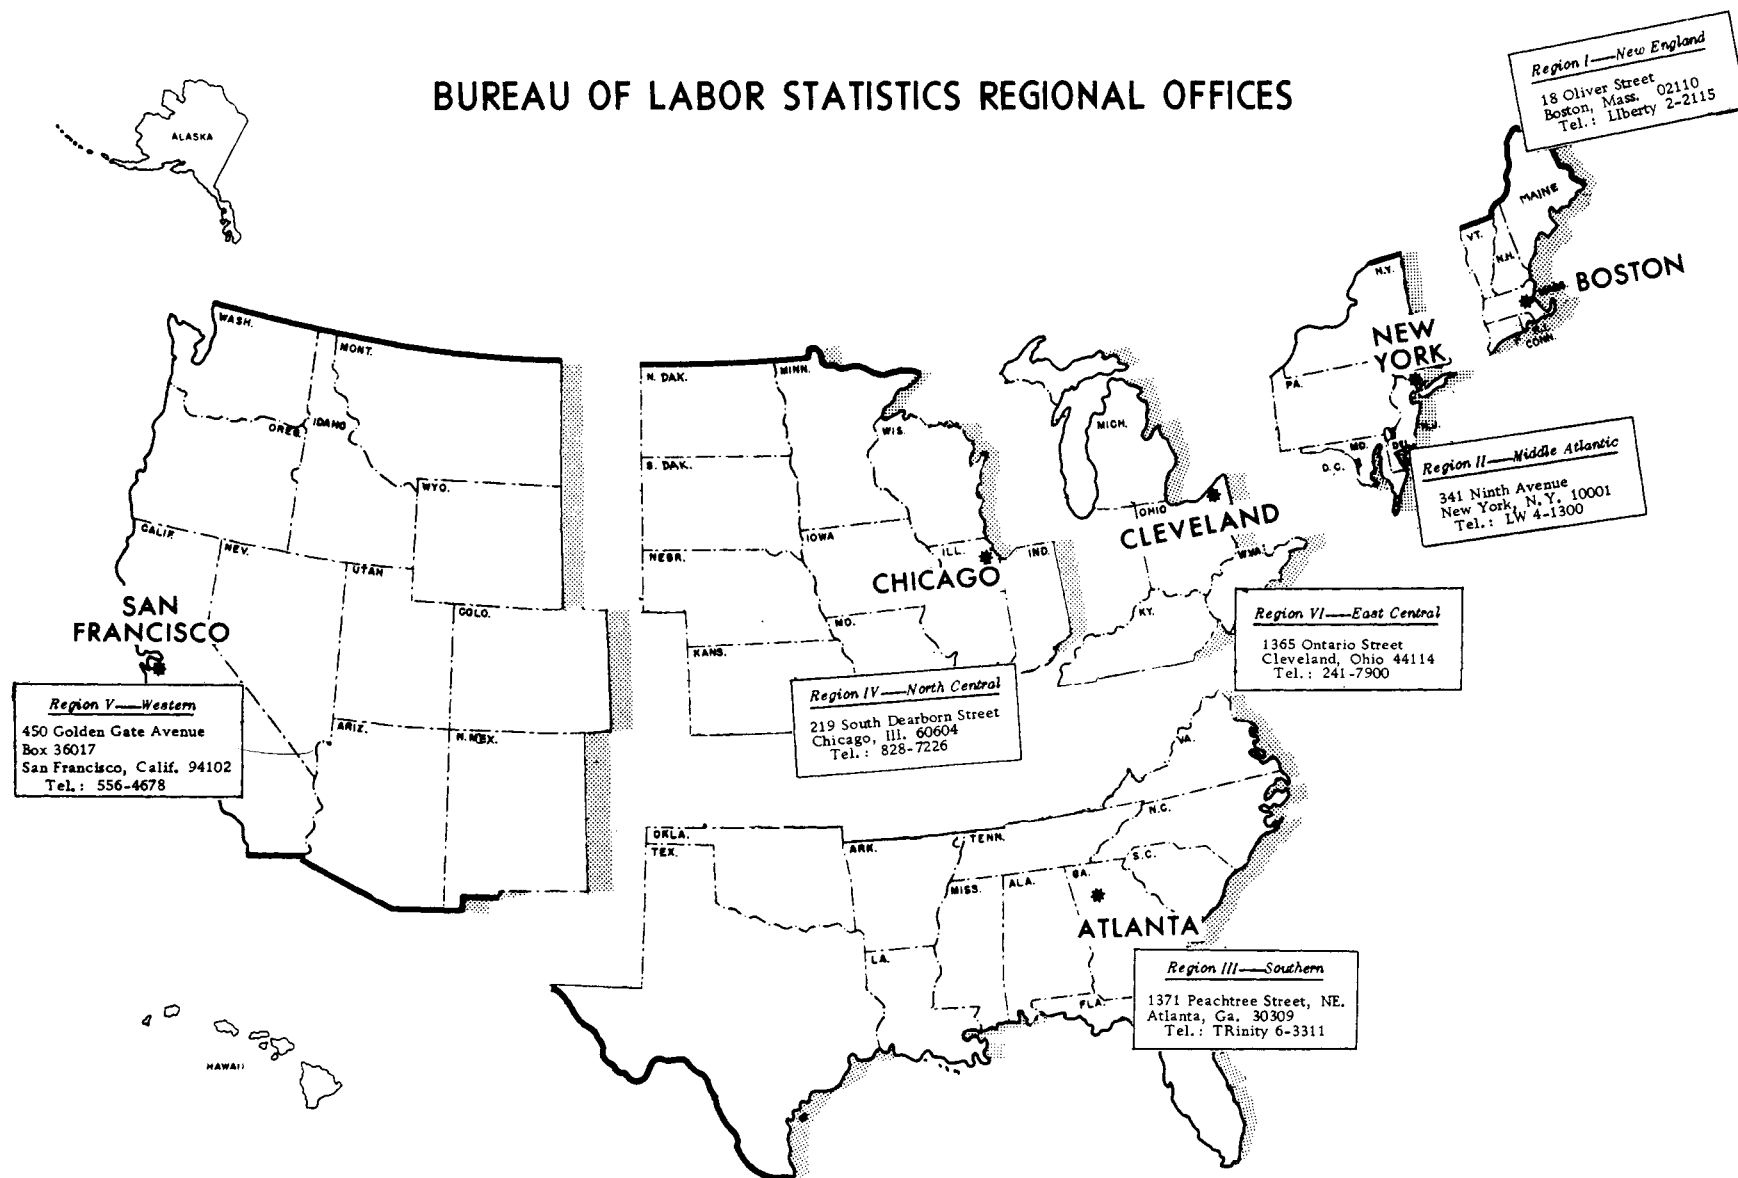 BUREAU OF LABOR STATISTICS REGIONAL OFFICES
Region I—New England
18 Oliver Street
Boston, Mass. 02110
Tel.: LIberty 2-2115
ALASKA
MAINE
VT.
N.H.
BOSTON
R.I.
CONN.
N.Y.
NEW
YORK
PA.
N.J.
MD.
DEL.
D.C.
Region II—Middle Atlantic
341 Ninth Avenue
New York, N.Y. 10001
Tel.: LW 4-1300
WASH.
MONT.
OREG.
IDAHO
WYO.
CALIF.
NEV.
UTAH
COLO.
ARIZ.
N.MEX.
SAN
FRANCISCO
Region V—Western
450 Golden Gate Avenue
Box 36017
San Francisco, Calif. 94102
Tel.: 556-4678
N. DAK.
MINN.
S. DAK.
WIS.
MICH.
NEBR.
IOWA
ILL.
IND.
CHICAGO
KANS.
MO.
Region IV—North Central
219 South Dearborn Street
Chicago, Ill. 60604
Tel.: 828-7226
OHIO
CLEVELAND
W.VA.
KY.
Region VI—East Central
1365 Ontario Street
Cleveland, Ohio 44114
Tel.: 241-7900
VA.
N.C.
S.C.
OKLA.
TEX.
ARK.
TENN.
MISS.
ALA.
GA.
ATLANTA
LA.
FLA.
Region III—Southern
1371 Peachtree Street, NE.
Atlanta, Ga. 30309
Tel.: TRinity 6-3311
HAWAII